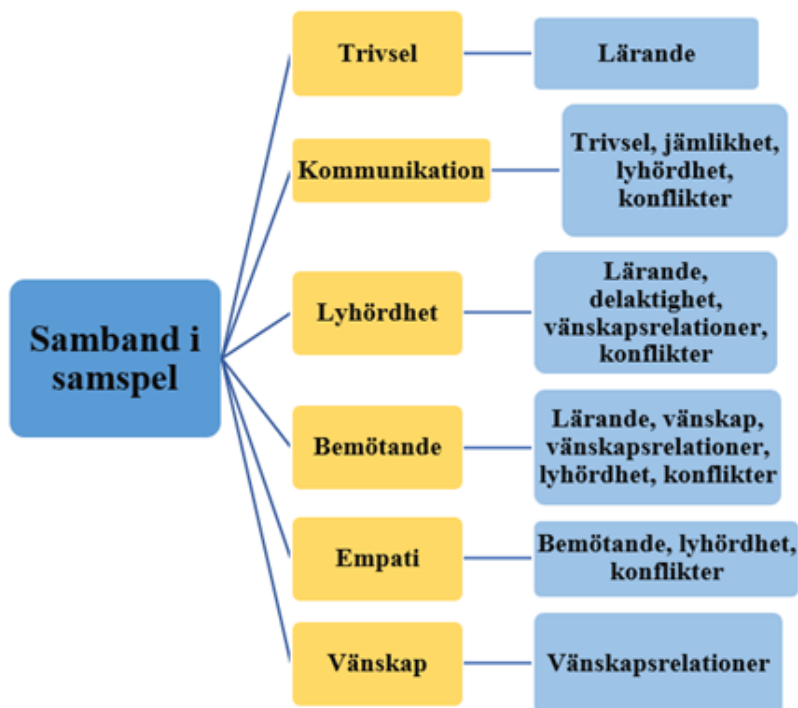 Samband i
samspel
Trivsel
Lärande
Kommunikation
Trivsel, jämlikhet,
lyhördhet,
konflikter
Lyhördhet
Lärande,
delaktighet,
vänskapsrelationer,
konflikter
Bemötande
Lärande, vänskap,
vänskapsrelationer,
lyhördhet, konflikter
Empati
Bemötande, lyhördhet,
konflikter
Vänskap
Vänskapsrelationer